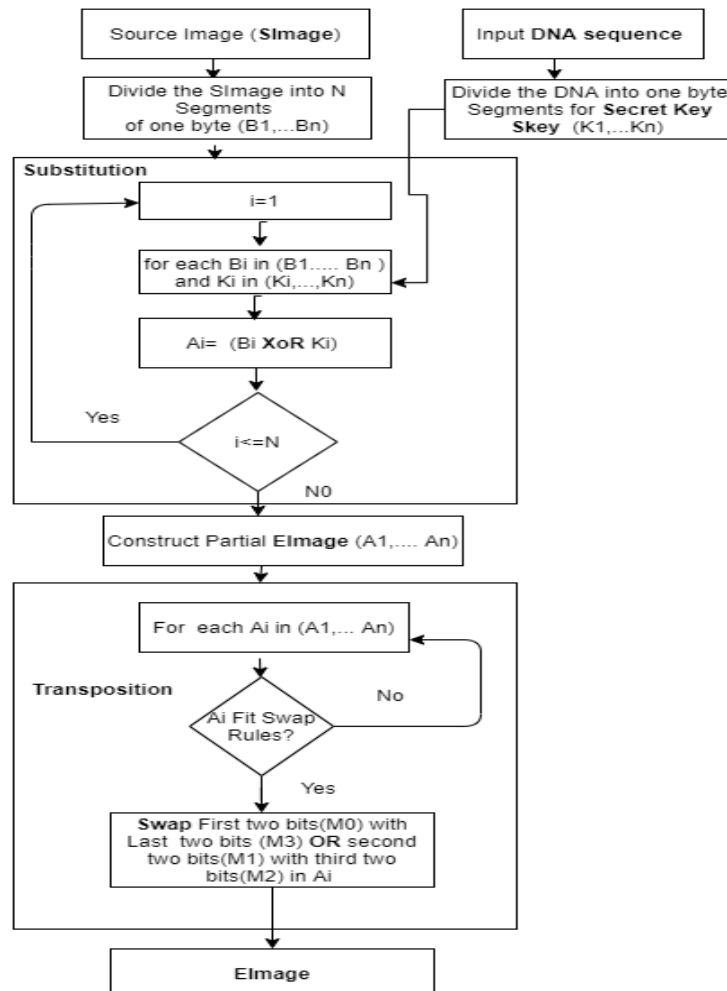 Source Image (SImage)
Input DNA sequence
Divide the SImage into N
Segments
of one byte (B1,...Bn)
Divide the DNA into one byte
Segments for Secret Key
Skey (K1,...Kn)
Substitution
i=1
for each Bi in (B1..... Bn )
and Ki in (Ki,...,Kn)
Ai= (Bi XoR Ki)
Yes
i<=N
N0
Construct Partial EImage (A1,.... An)
For each Ai in (A1,... An)
Transposition
No
Ai Fit Swap
Rules?
Yes
Swap First two bits(M0) with
Last two bits (M3) OR second
two bits(M1) with third two
bits(M2) in Ai
EImage